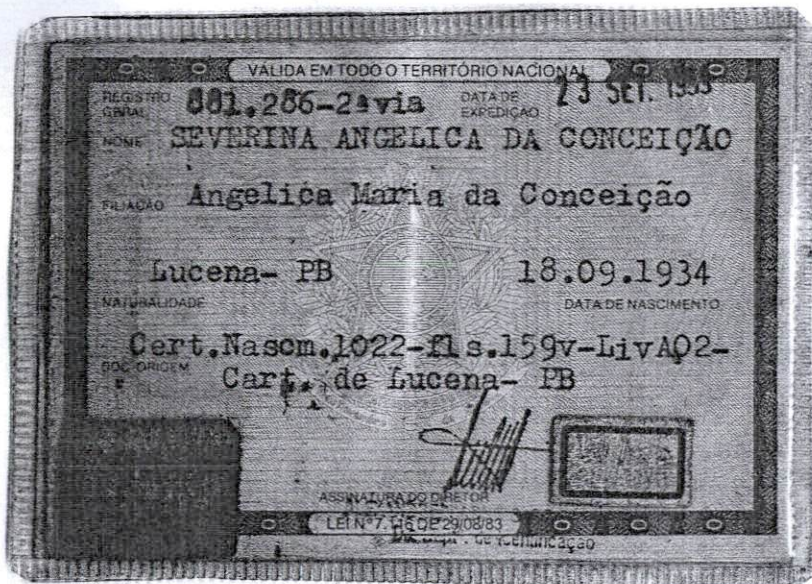 VÁLIDA EM TODO O TERRITÓRIO NACIONAL
REGISTRO GERAL 881.286-2ªvia DATA DE EXPEDIÇÃO 23 SET.
NOME SEVERINA ANGELICA DA CONCEIÇÃO
FILIAÇÃO Angelica Maria da Conceição
Lucena- PB 18.09.1934
NATURALIDADE DATA DE NASCIMENTO
Cert.Nascm.1022-fls.159v-LivA02-
DOC ORIGEM
Cart. de Lucena- PB
ASSINATURA DO DIRETOR
LEI Nº 7.116 DE 29/08/83